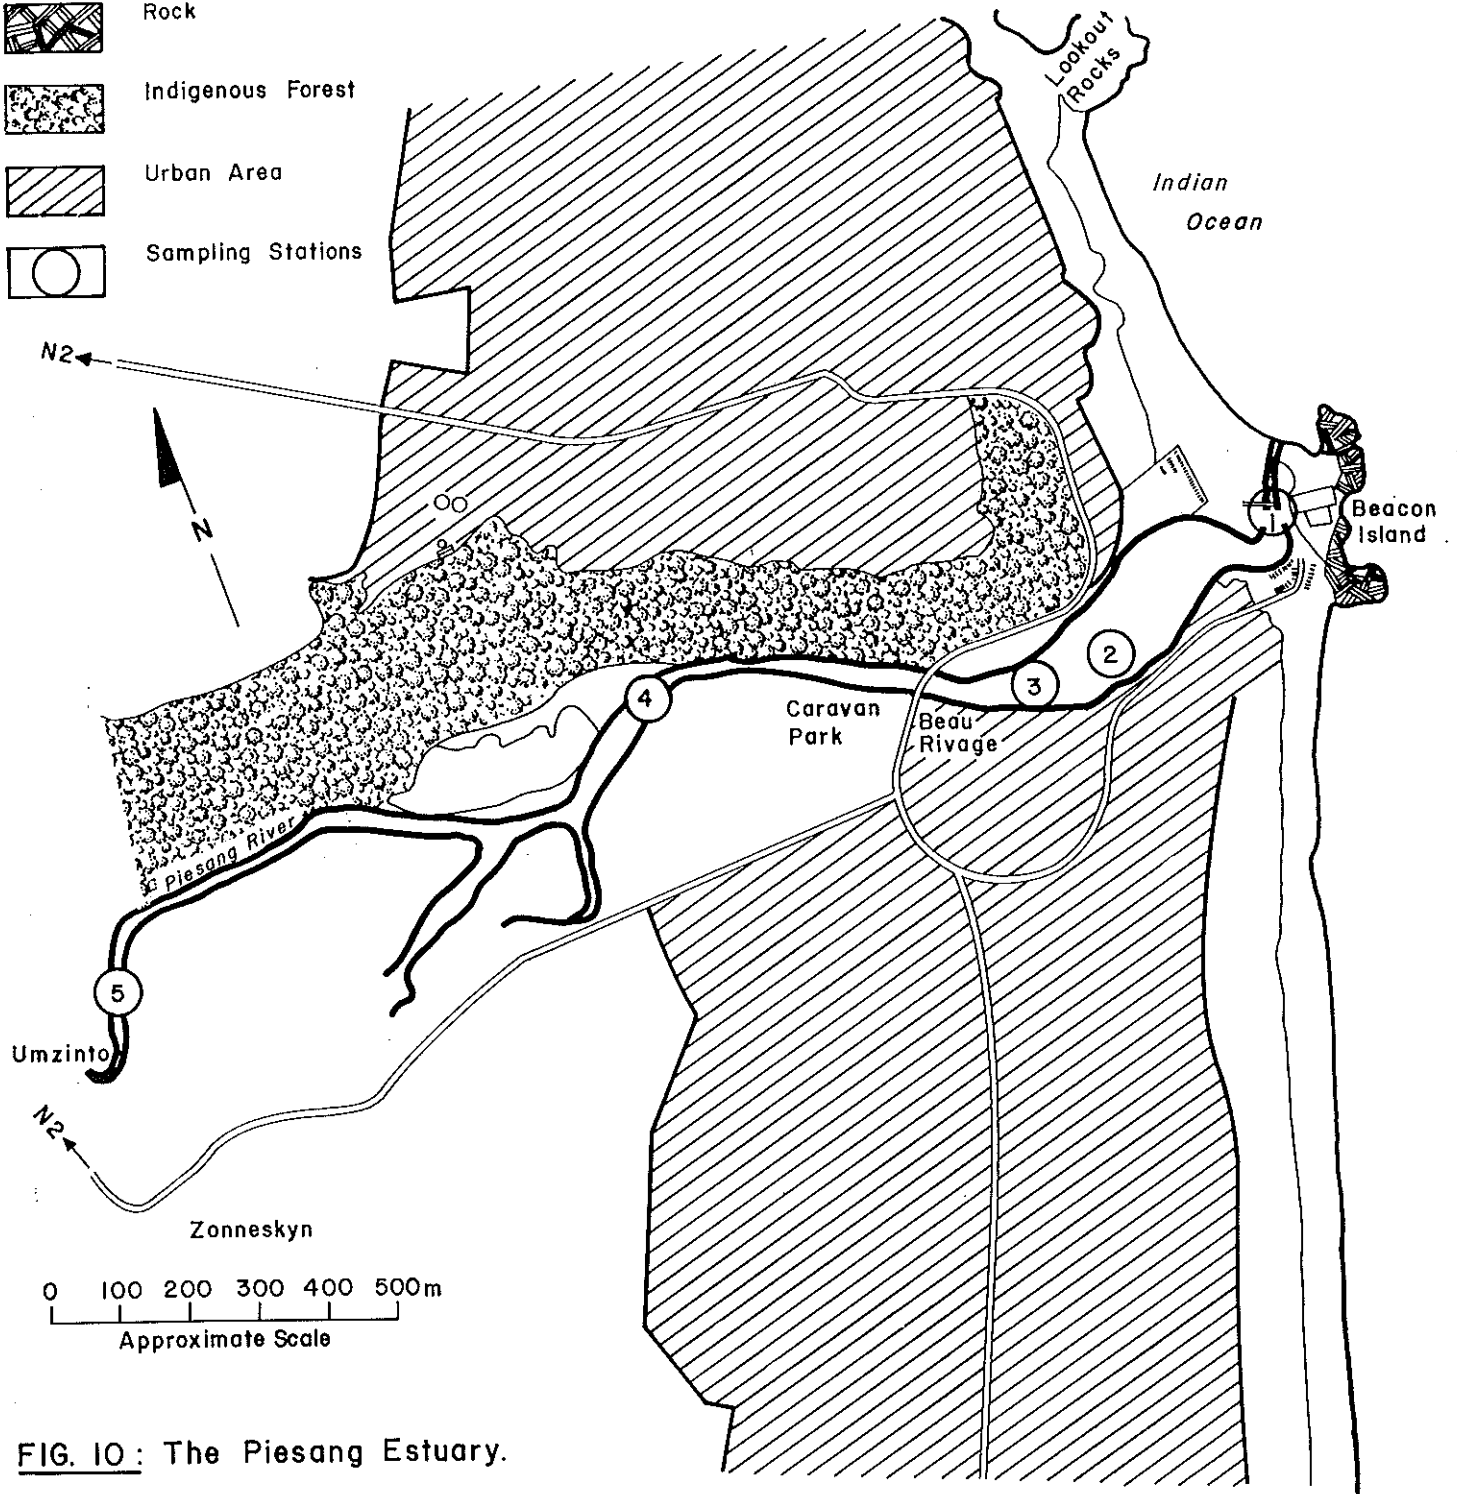 Rock
Indigenous Forest
Urban Area
Sampling Stations
Lookout
Rocks
Indian
Ocean
N2
N
1
Beacon
Island
2
3
4
Caravan
Park
Beau
Rivage
Piesang River
5
Umzinto
N2
Zonneskyn
0 100 200 300 400 500m
Approximate Scale
FIG. 10 : The Piesang Estuary.